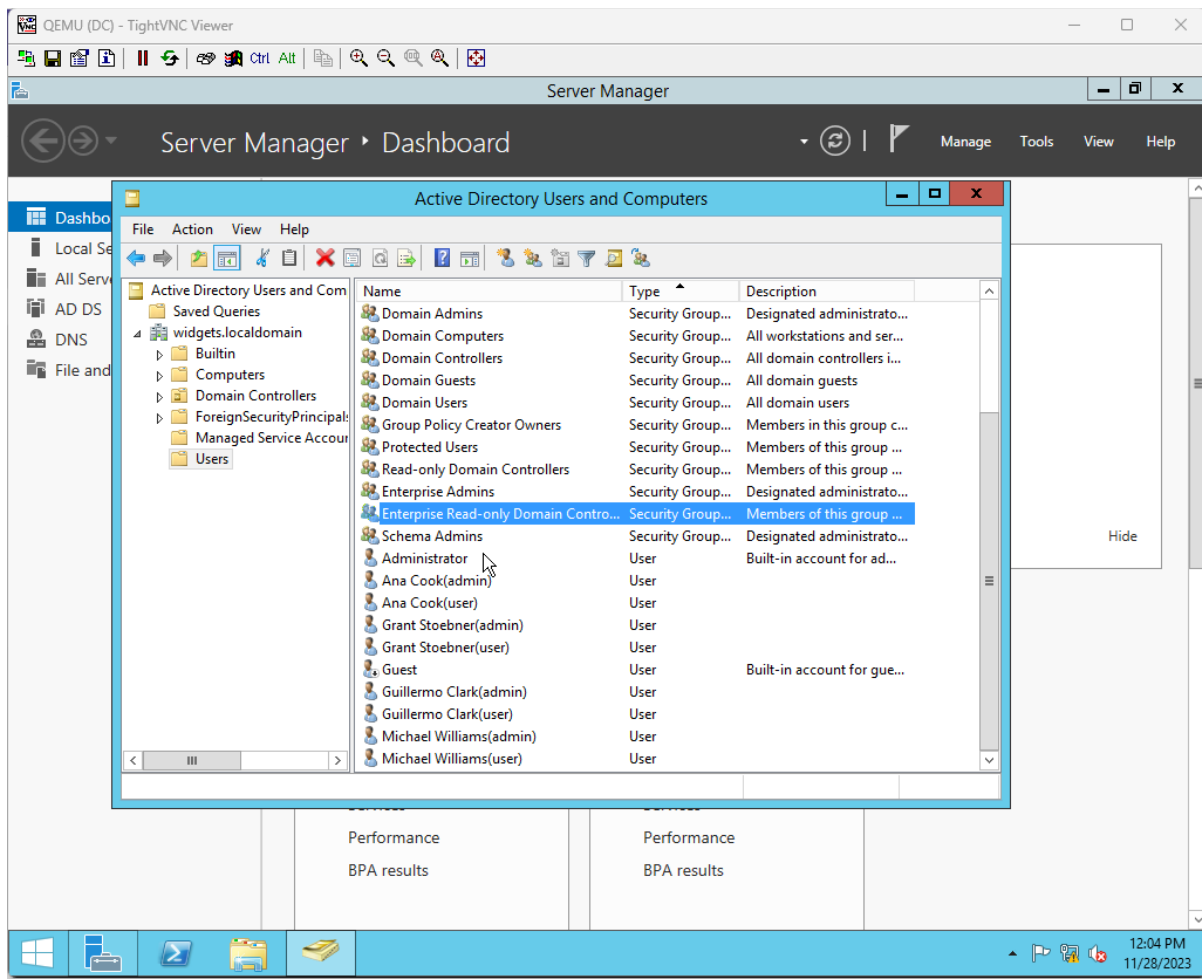 QEMU (DC) - TightVNC Viewer
Ctrl Alt
Server Manager
Server Manager ‣ Dashboard
Manage Tools View Help
Dashbo
Local Se
All Serve
AD DS
DNS
File and
Active Directory Users and Computers
File Action View Help
Active Directory Users and Com
Saved Queries
widgets.localdomain
Builtin
Computers
Domain Controllers
ForeignSecurityPrincipals
Managed Service Accour
Users
Name Type Description
Domain Admins Security Group... Designated administrato...
Domain Computers Security Group... All workstations and ser...
Domain Controllers Security Group... All domain controllers i...
Domain Guests Security Group... All domain guests
Domain Users Security Group... All domain users
Group Policy Creator Owners Security Group... Members in this group c...
Protected Users Security Group... Members of this group ...
Read-only Domain Controllers Security Group... Members of this group ...
Enterprise Admins Security Group... Designated administrato...
Enterprise Read-only Domain Contro... Security Group... Members of this group ...
Schema Admins Security Group... Designated administrato...
Administrator User Built-in account for ad...
Ana Cook(admin) User
Ana Cook(user) User
Grant Stoebner(admin) User
Grant Stoebner(user) User
Guest User Built-in account for gue...
Guillermo Clark(admin) User
Guillermo Clark(user) User
Michael Williams(admin) User
Michael Williams(user) User
Hide
Performance Performance
BPA results BPA results
12:04 PM
11/28/2023